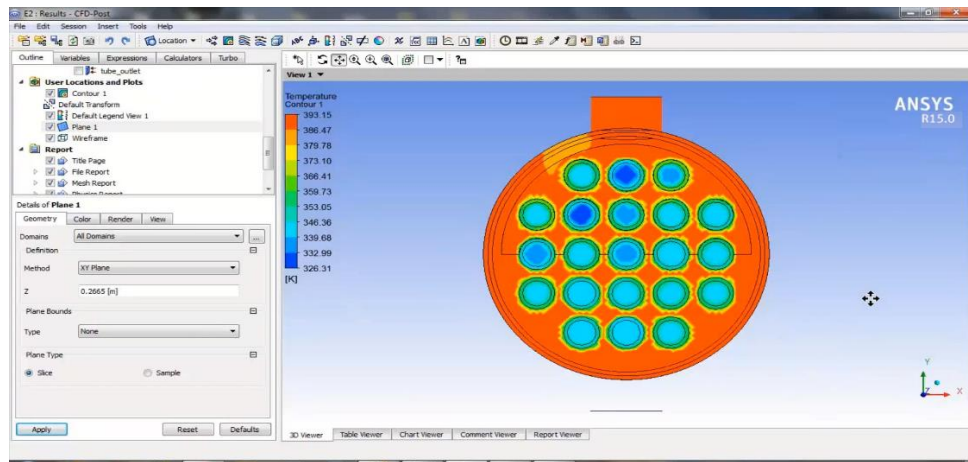 E2 : Results - CFD-Post
File Edit Session Insert Tools Help
Location
Outline Variables Expressions Calculators Turbo
tube_outlet
User Locations and Plots
Contour 1
Default Transform
Default Legend View 1
Plane 1
Wireframe
Report
Title Page
File Report
Mesh Report
Details of Plane 1
Geometry Color Render View
Domains All Domains ...
Definition
Method XY Plane
Z 0.2665 [m]
Plane Bounds
Type None
Plane Type
Slice Sample
Apply Reset Defaults
View 1
Temperature
Contour 1
393.15
386.47
379.78
373.10
366.41
359.73
353.05
346.36
339.68
332.99
326.31
[K]
ANSYS
R15.0
Y
Z X
3D Viewer Table Viewer Chart Viewer Comment Viewer Report Viewer